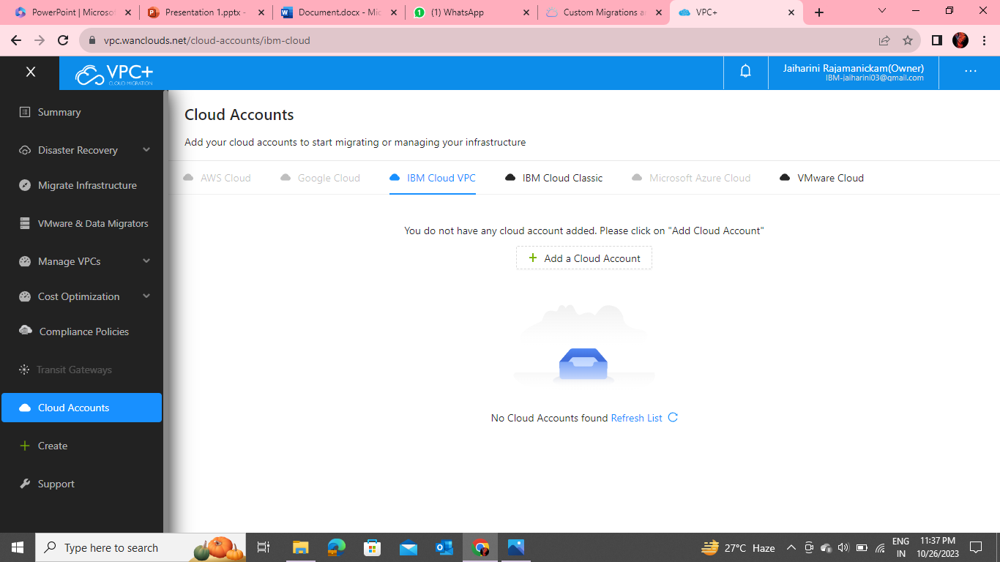 PowerPoint | Microsof
Presentation 1.pptx -
Document.docx - Mic
(1) WhatsApp
Custom Migrations a
VPC+
vpc.wanclouds.net/cloud-accounts/ibm-cloud
VPC+
CLOUD MIGRATION
Jaiharini Rajamanickam(Owner)
IBM-jaiharini03@gmail.com
Summary
Disaster Recovery
Migrate Infrastructure
VMware & Data Migrators
Manage VPCs
Cost Optimization
Compliance Policies
Transit Gateways
Cloud Accounts
Create
Support
Cloud Accounts
Add your cloud accounts to start migrating or managing your infrastructure
AWS Cloud
Google Cloud
IBM Cloud VPC
IBM Cloud Classic
Microsoft Azure Cloud
VMware Cloud
You do not have any cloud account added. Please click on "Add Cloud Account"
+ Add a Cloud Account
No Cloud Accounts found Refresh List
Type here to search
27°C Haze
ENG
IN
11:37 PM
10/26/2023